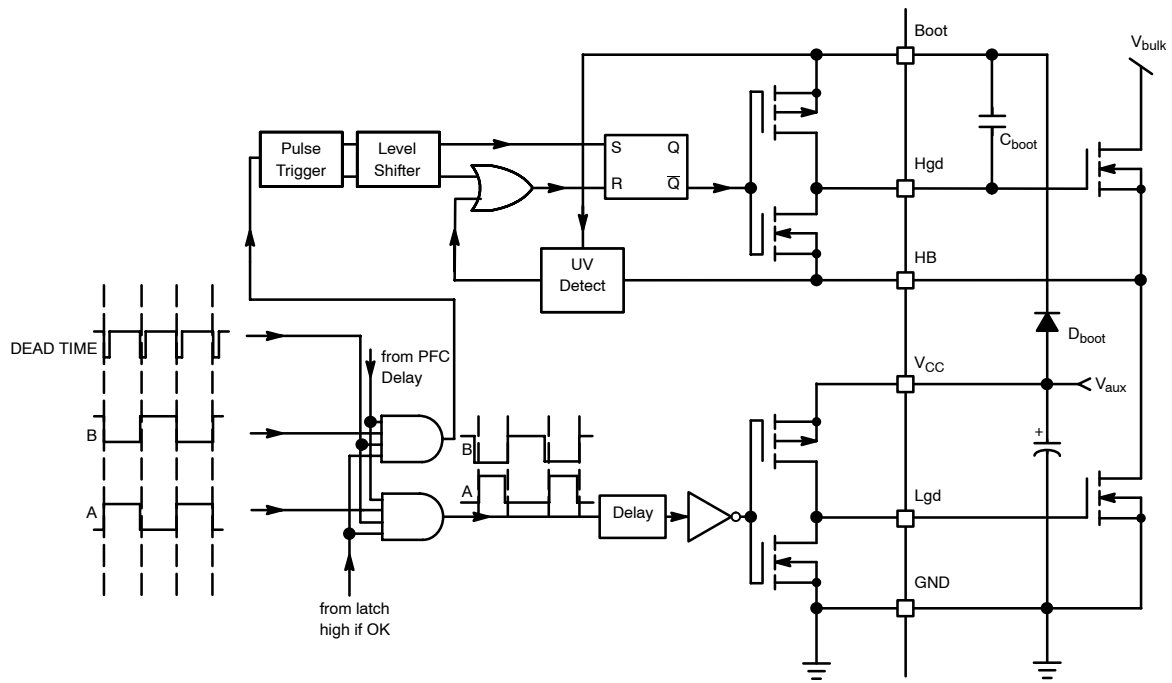 Boot
V_bulk
Pulse
Trigger
Level
Shifter
S Q
R Q̅
C_boot
Hgd
HB
UV
Detect
DEAD TIME
from PFC
Delay
D_boot
V_CC
V_aux
B
B
+
A
A
Delay
Lgd
GND
from latch
high if OK